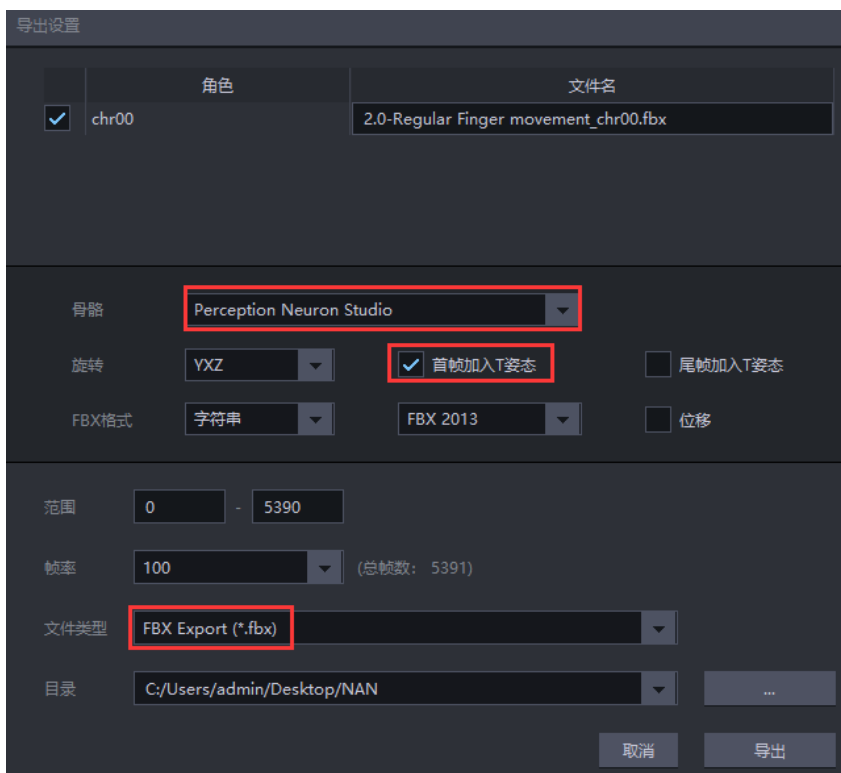 导出设置
角色 文件名
chr00 2.0-Regular Finger movement_chr00.fbx
骨骼 Perception Neuron Studio
旋转 YXZ 首帧加入T姿态 尾帧加入T姿态
FBX格式 字符串 FBX 2013 位移
范围 0 - 5390
帧率 100 (总帧数: 5391)
文件类型 FBX Export (*.fbx)
目录 C:/Users/admin/Desktop/NAN ...
取消 导出